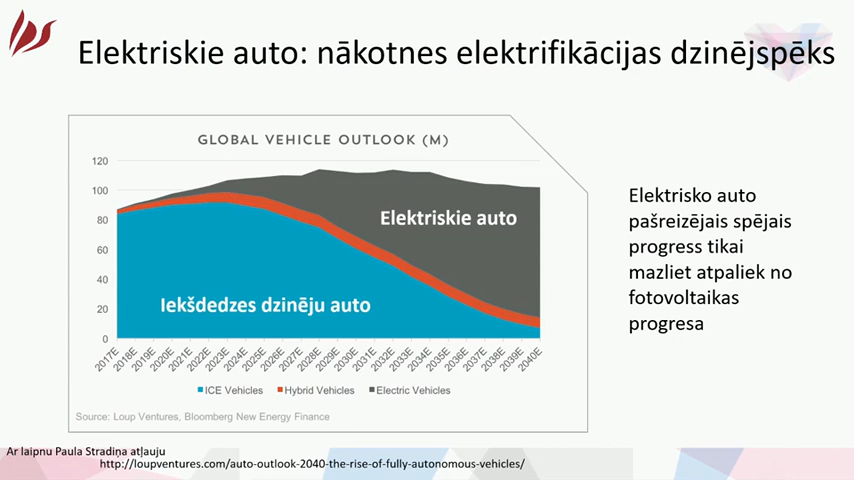 Elektriskie auto: nākotnes elektrifikācijas dzinējspēks
GLOBAL VEHICLE OUTLOOK (M)
120
100
80
60
40
20
0
Elektriskie auto
Iekšdedzes dzinēju auto
2017E 2018E 2019E 2020E 2021E 2022E 2023E 2024E 2025E 2026E 2027E 2028E 2029E 2030E 2031E 2032E 2033E 2034E 2035E 2036E 2037E 2038E 2039E 2040E
ICE Vehicles Hybrid Vehicles Electric Vehicles
Source: Loup Ventures, Bloomberg New Energy Finance
Elektrisko auto
pašreizējais spējais
progress tikai
mazliet atpaliek no
fotovoltaikas
progresa
Ar laipnu Paula Stradiņa atļauju
http://loupventures.com/auto-outlook-2040-the-rise-of-fully-autonomous-vehicles/